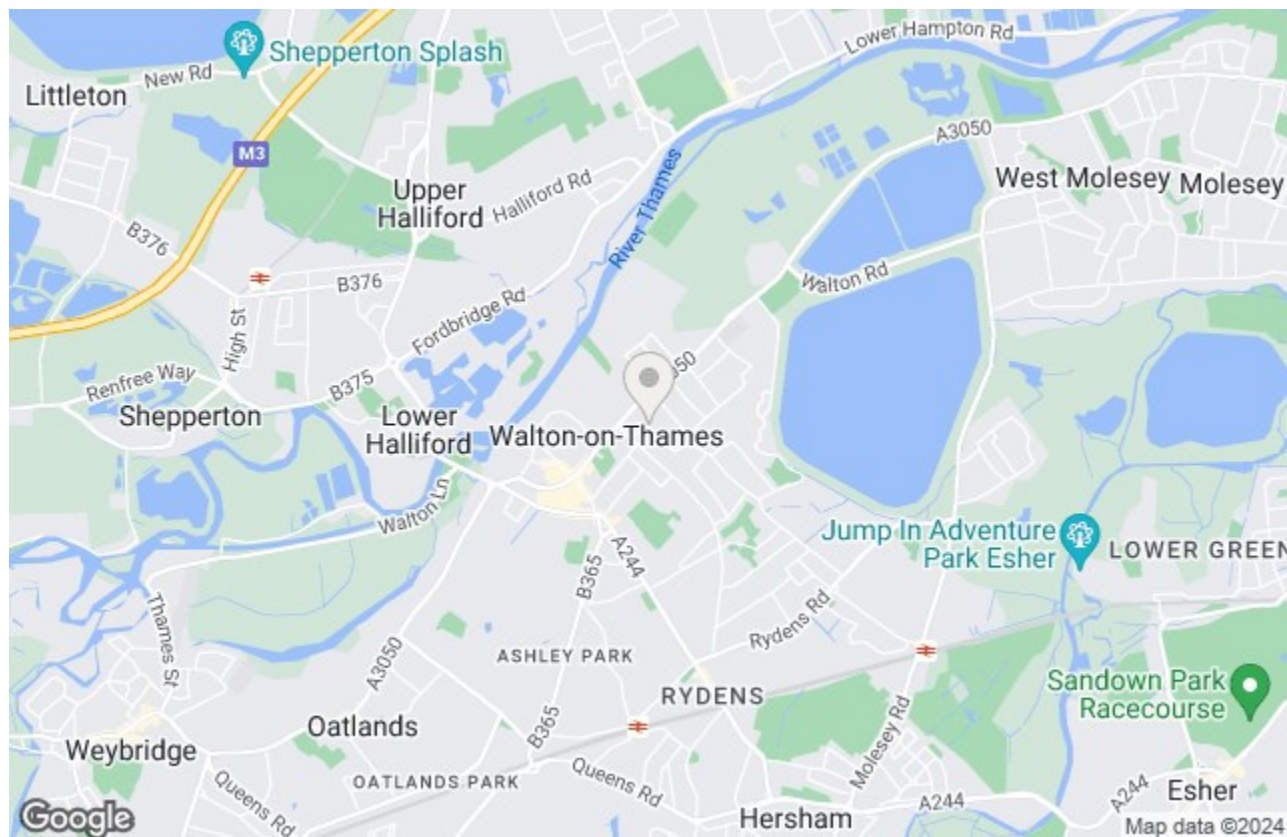 Lower Hampton Rd
Shepperton Splash
New Rd
Littleton
A3050
M3
River Thames
West Molesey
Molesey
Upper
Halliford
Halliford Rd
B376
B376
Walton Rd
Fordbridge Rd
High St
Renfree Way
B375
050
Shepperton
Lower
Halliford
Walton-on-Thames
Walton Ln
Jump In Adventure
Park Esher
LOWER GREEN
A244
B365
Thames St
Rydens Rd
ASHLEY PARK
A3050
RYDENS
Sandown Park
Racecourse
Oatlands
B365
Molesey Rd
Weybridge
OATLANDS PARK
Queens Rd
Queens Rd
A244
A244
Esher
Hersham
Google
Map data ©2024